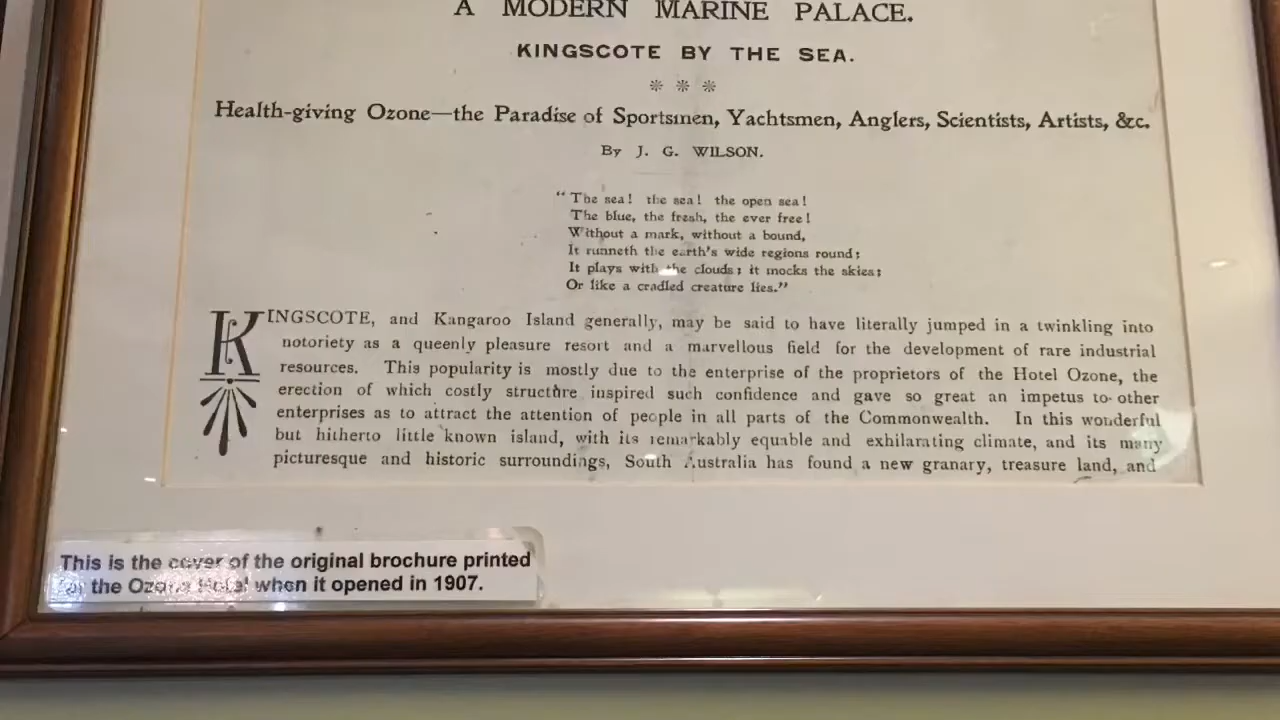 A MODERN MARINE PALACE.
KINGSCOTE BY THE SEA.
Health-giving Ozone—the Paradise of Sportsmen, Yachtsmen, Anglers, Scientists, Artists, &c.
By J. G. WILSON.
"The sea! the sea! the open sea!
The blue, the fresh, the ever free!
Without a mark, without a bound,
It runneth the earth's wide regions round;
It plays with the clouds; it mocks the skies;
Or like a cradled creature lies."
KINGSCOTE, and Kangaroo Island generally, may be said to have literally jumped in a twinkling into
notoriety as a queenly pleasure resort and a marvellous field for the development of rare industrial
resources. This popularity is mostly due to the enterprise of the proprietors of the Hotel Ozone, the
erection of which costly structure inspired such confidence and gave so great an impetus to other
enterprises as to attract the attention of people in all parts of the Commonwealth. In this wonderful
but hitherto little known island, with its remarkably equable and exhilarating climate, and its many
picturesque and historic surroundings, South Australia has found a new granary, treasure land, and
This is the cover of the original brochure printed
the Ozone Hotel when it opened in 1907.